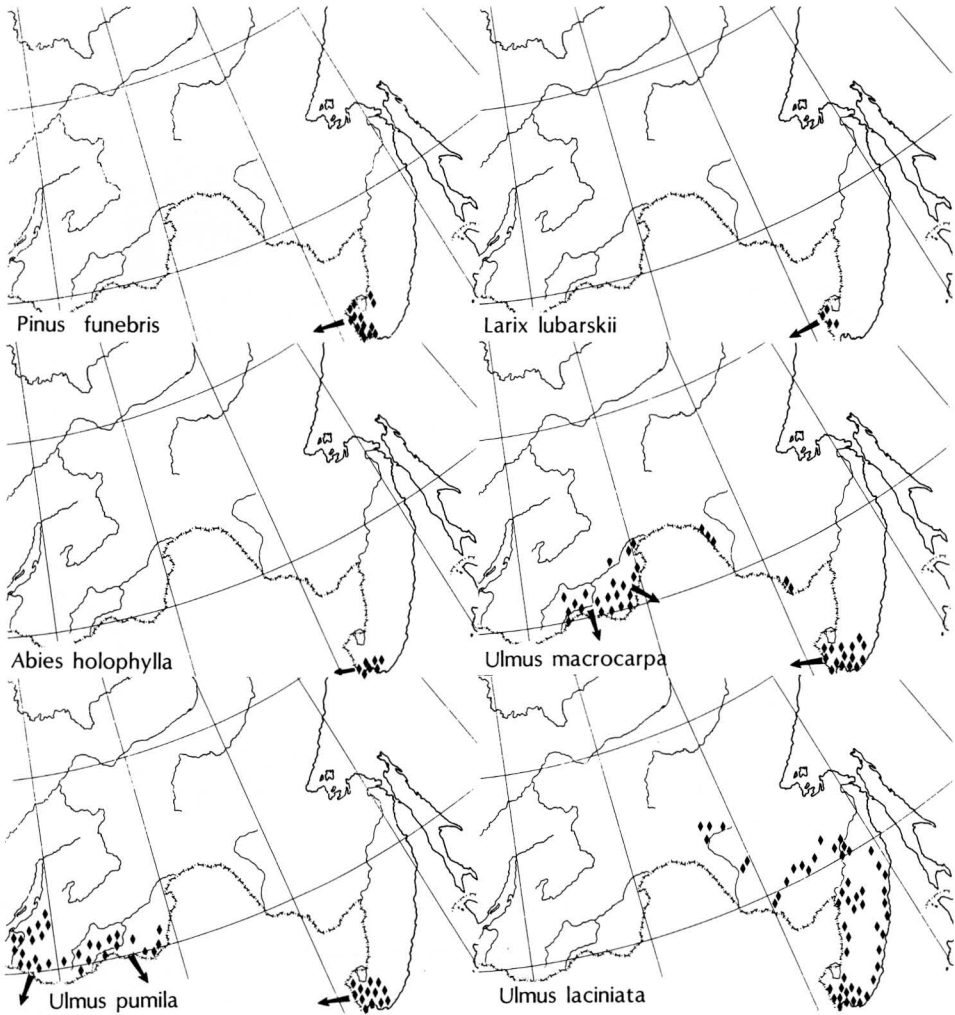 Pinus funebris
Larix lubarskii
Abies holophylla
Ulmus macrocarpa
Ulmus pumila
Ulmus laciniata